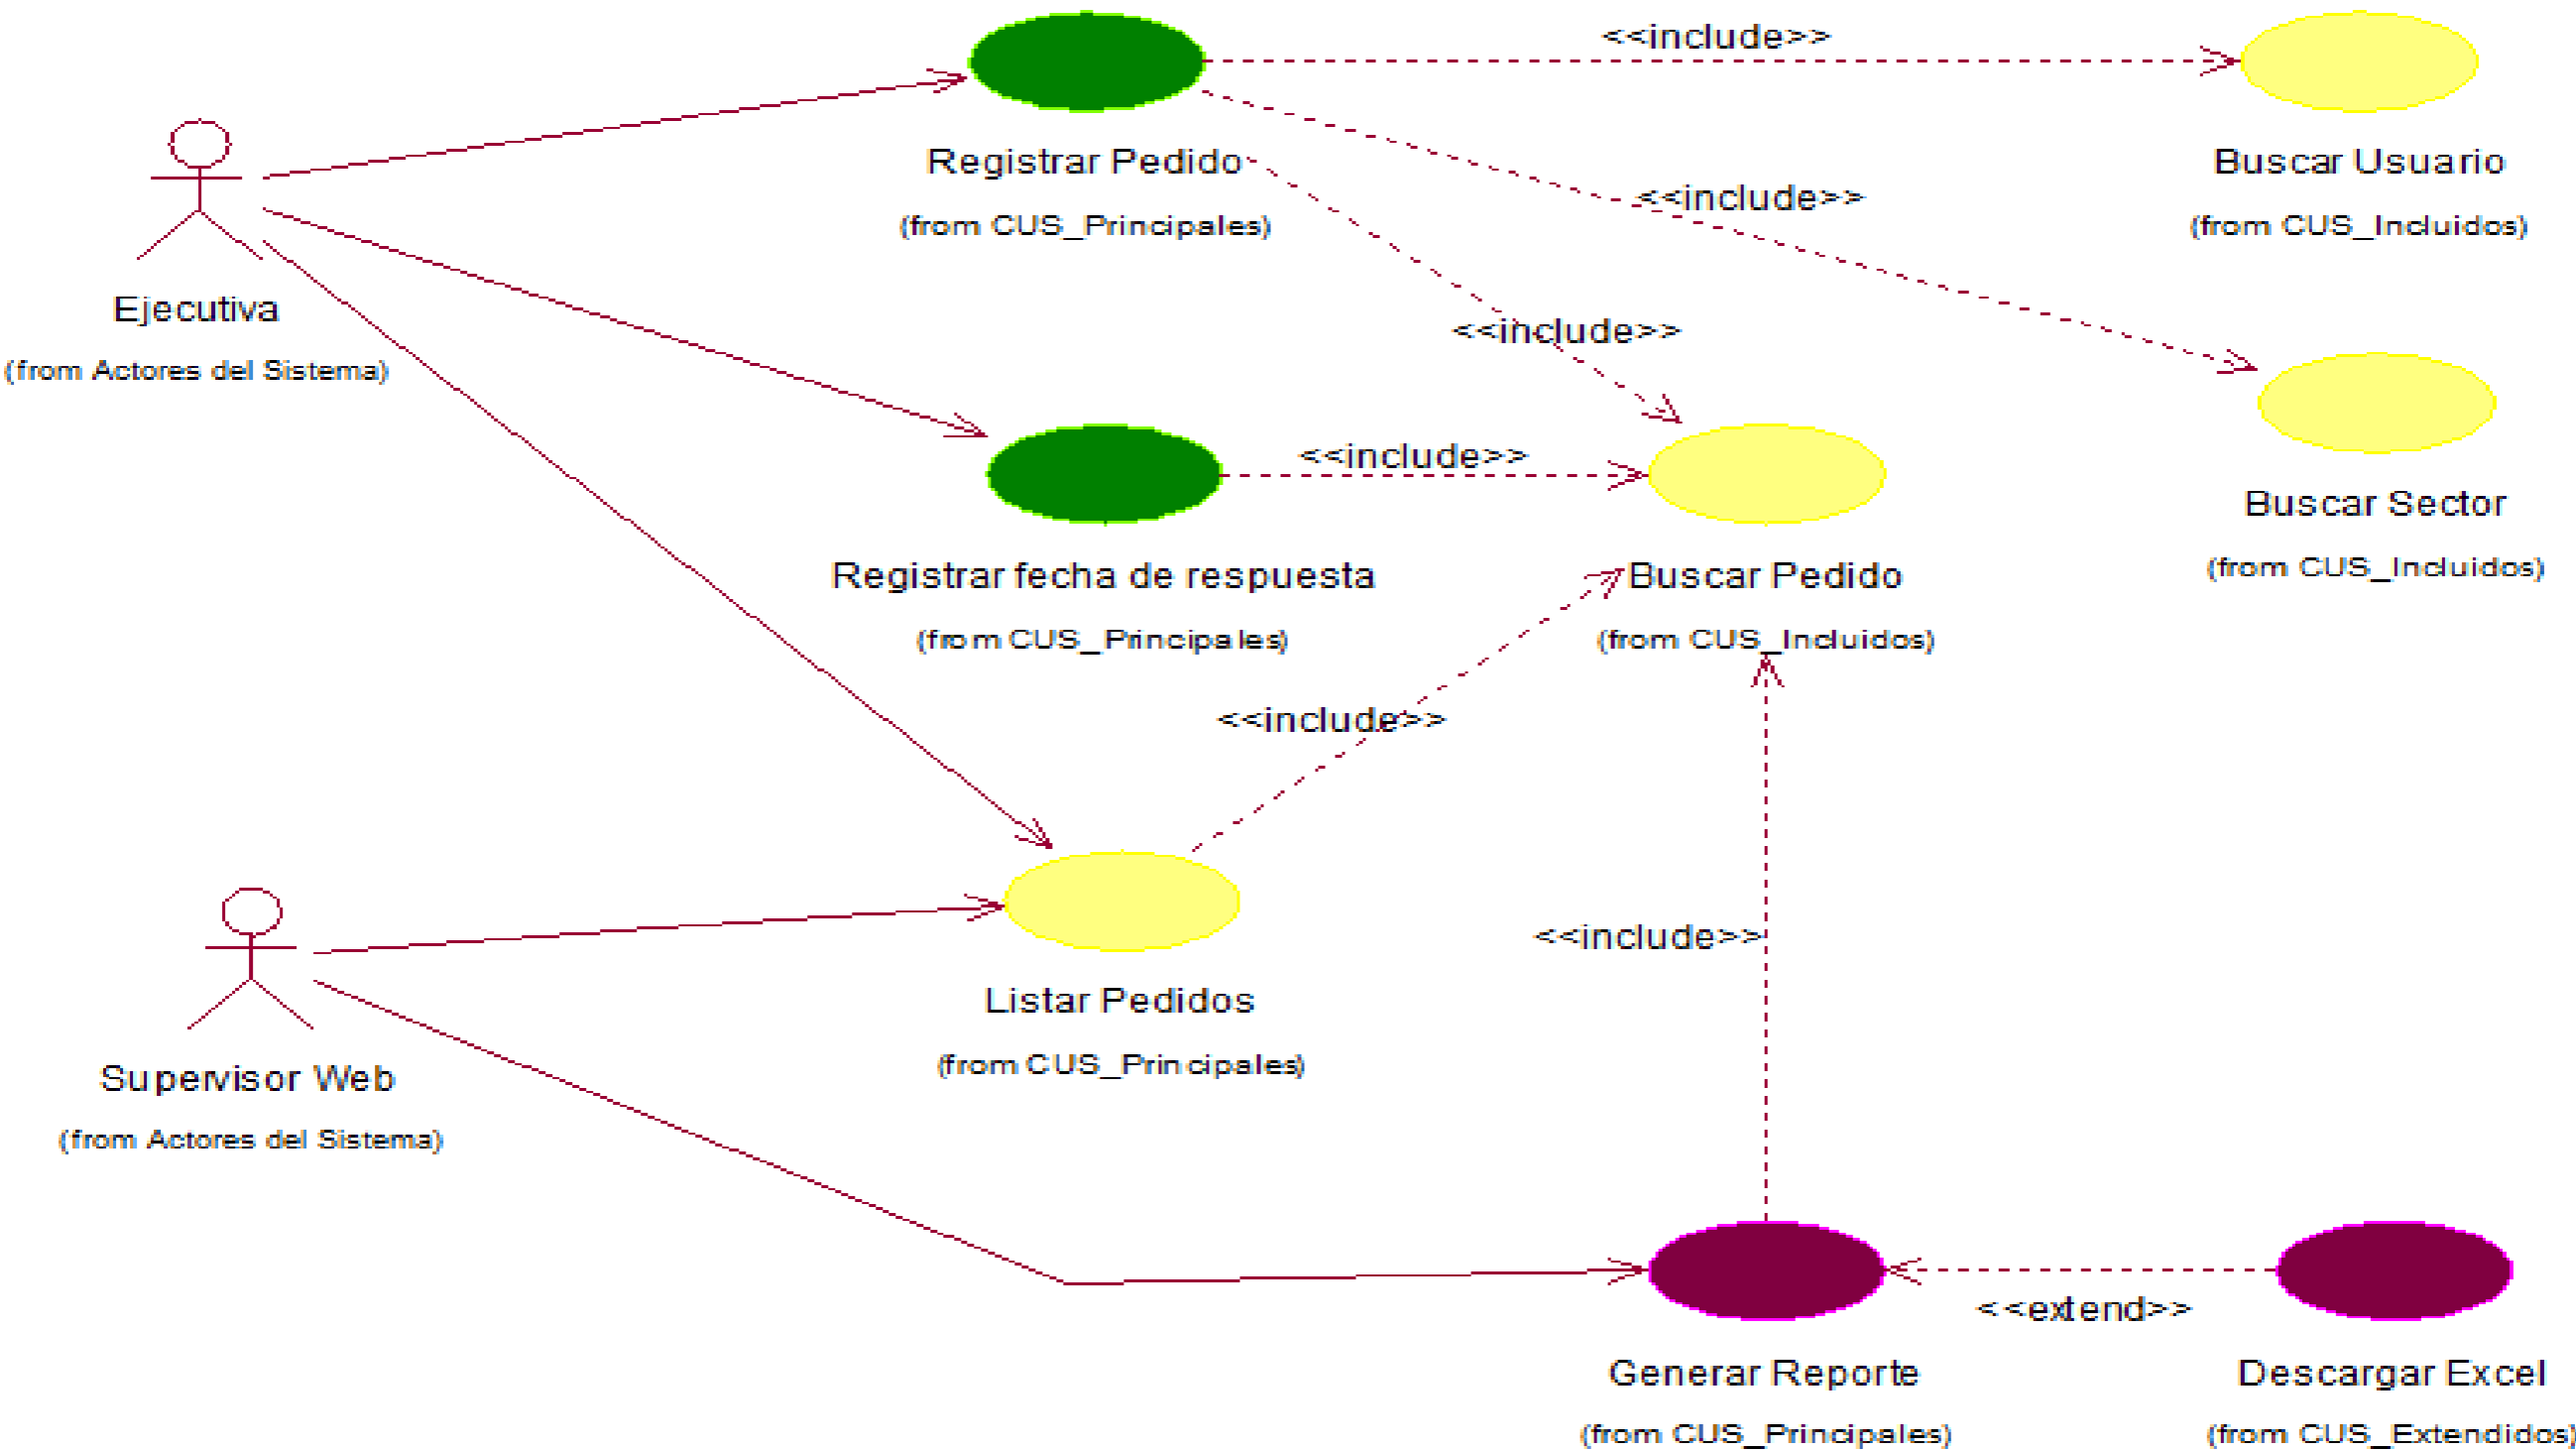 <<include>>
Registrar Pedido
(from CUS_Principales)
Buscar Usuario
(from CUS_Incluidos)
<<include>>
Ejecutiva
(from Actores del Sistema)
<<include>>
<<include>>
Buscar Sector
(from CUS_Incluidos)
Registrar fecha de respuesta
(from CUS_Principales)
Buscar Pedido
(from CUS_Incluidos)
<<include>>
<<include>>
Listar Pedidos
(from CUS_Principales)
Supervisor Web
(from Actores del Sistema)
<<extend>>
Generar Reporte
(from CUS_Principales)
Descargar Excel
(from CUS_Extendidos)